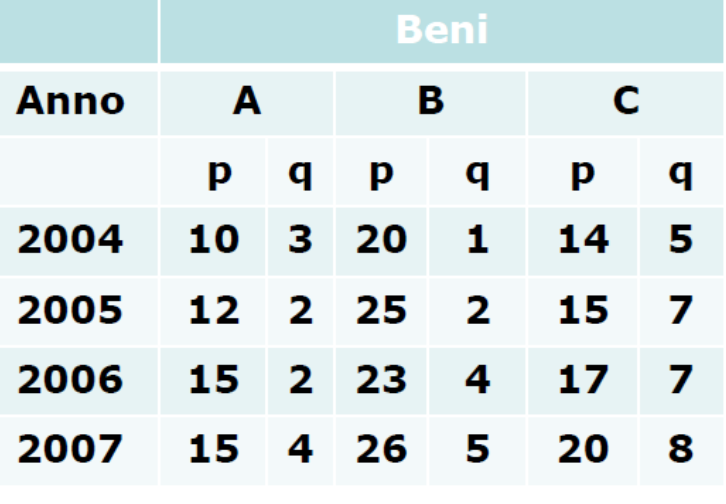 Beni
Anno A B C
p q p q p q
2004 10 3 20 1 14 5
2005 12 2 25 2 15 7
2006 15 2 23 4 17 7
2007 15 4 26 5 20 8